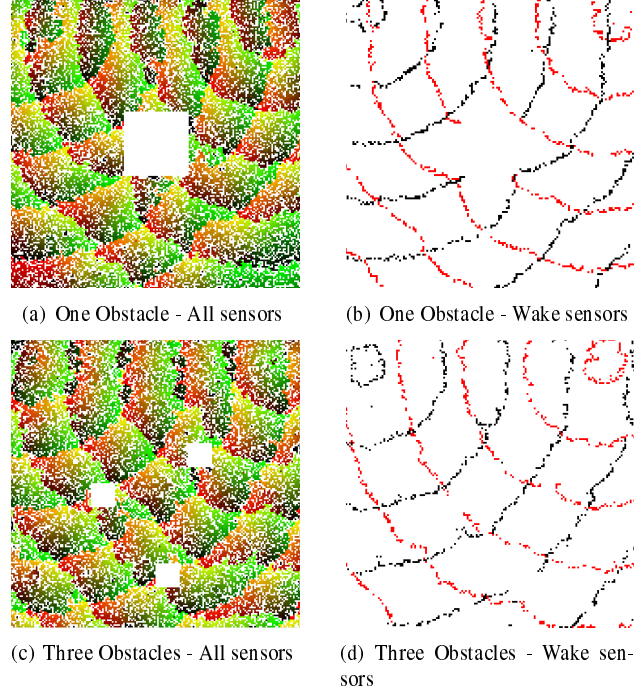 (a) One Obstacle - All sensors
(b) One Obstacle - Wake sensors
(c) Three Obstacles - All sensors
(d) Three Obstacles - Wake sen-
sors